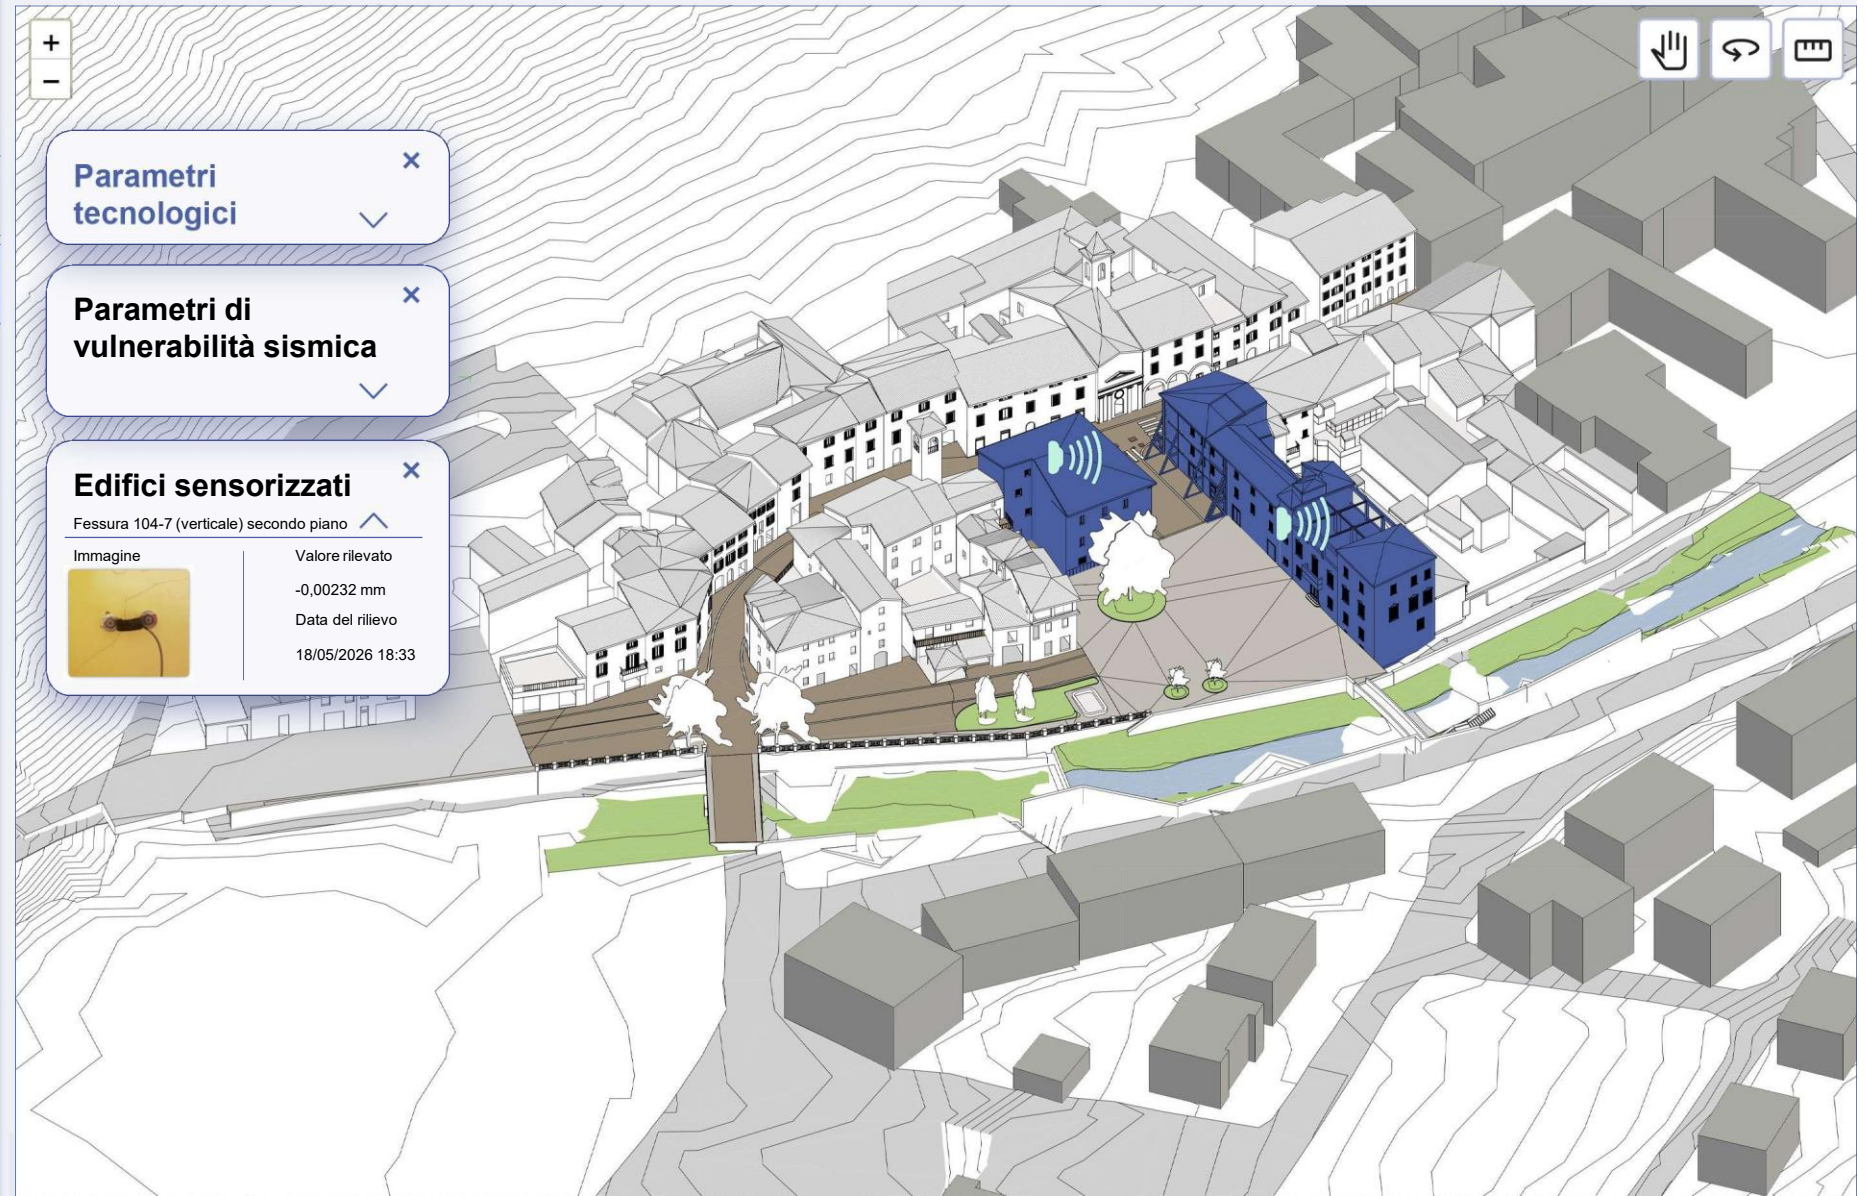 +
−
Parametri
tecnologici
Parametri di
vulnerabilità sismica
Edifici sensorizzati
Fessura 104-7 (verticale) secondo piano
Immagine
Valore rilevato
-0,00232 mm
Data del rilievo
18/05/2026 18:33